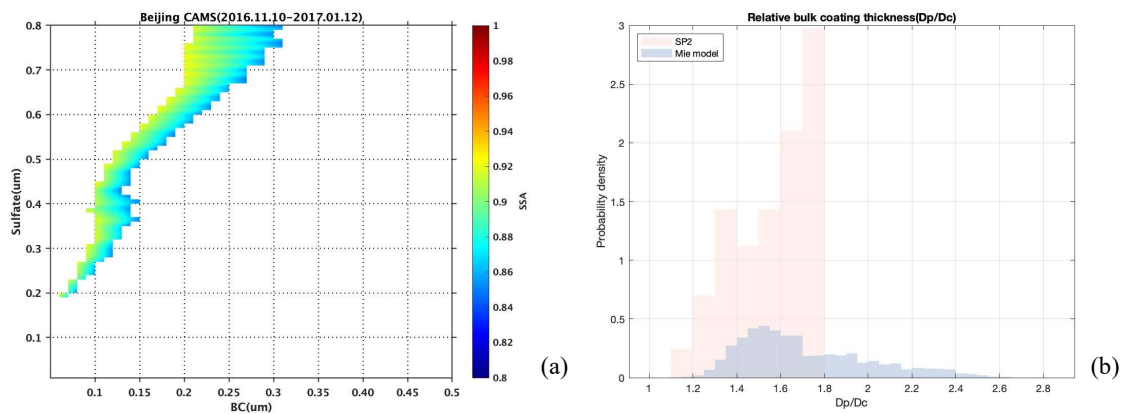 Beijing CAMS(2016.11.10-2017.01.12)
0.8
0.7
0.6
0.5
0.4
0.3
0.2
0.1
Sulfate(um)
0.1 0.15 0.2 0.25 0.3 0.35 0.4 0.45 0.5
BC(um)
1
0.98
0.96
0.94
0.92
0.9
0.88
0.86
0.84
0.82
0.8
SSA
(a)
Relative bulk coating thickness(Dp/Dc)
SP2
Mie model
3
2.5
2
1.5
1
0.5
0
Probability density
1 1.2 1.4 1.6 1.8 2 2.2 2.4 2.6 2.8
Dp/Dc
(b)